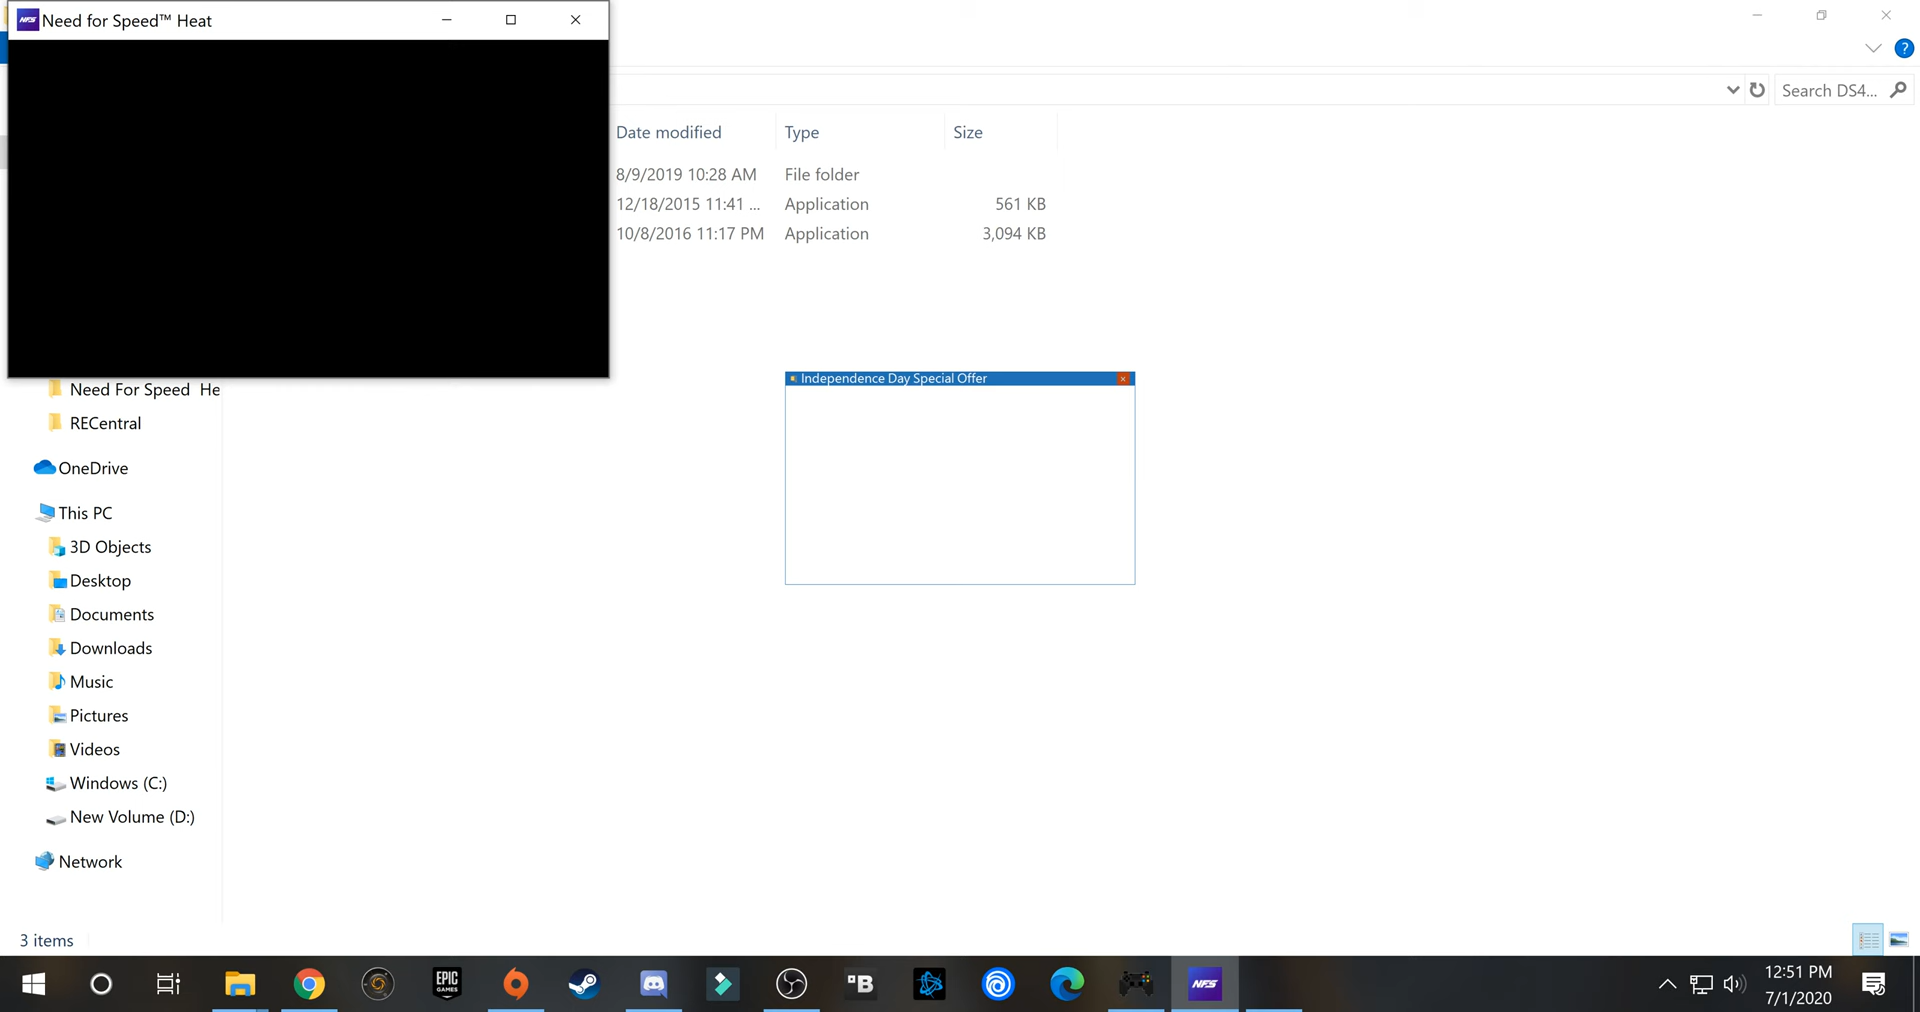 Need for Speed™ Heat
?
Search DS4...
Date modified
Type
Size
8/9/2019 10:28 AM
File folder
12/18/2015 11:41 ...
Application
561 KB
10/8/2016 11:17 PM
Application
3,094 KB
Independence Day Special Offer
Need For Speed He
RECentral
OneDrive
This PC
3D Objects
Desktop
Documents
Downloads
Music
Pictures
Videos
Windows (C:)
New Volume (D:)
Network
3 items
EPIC
GAMES
B
NFS
12:51 PM
7/1/2020